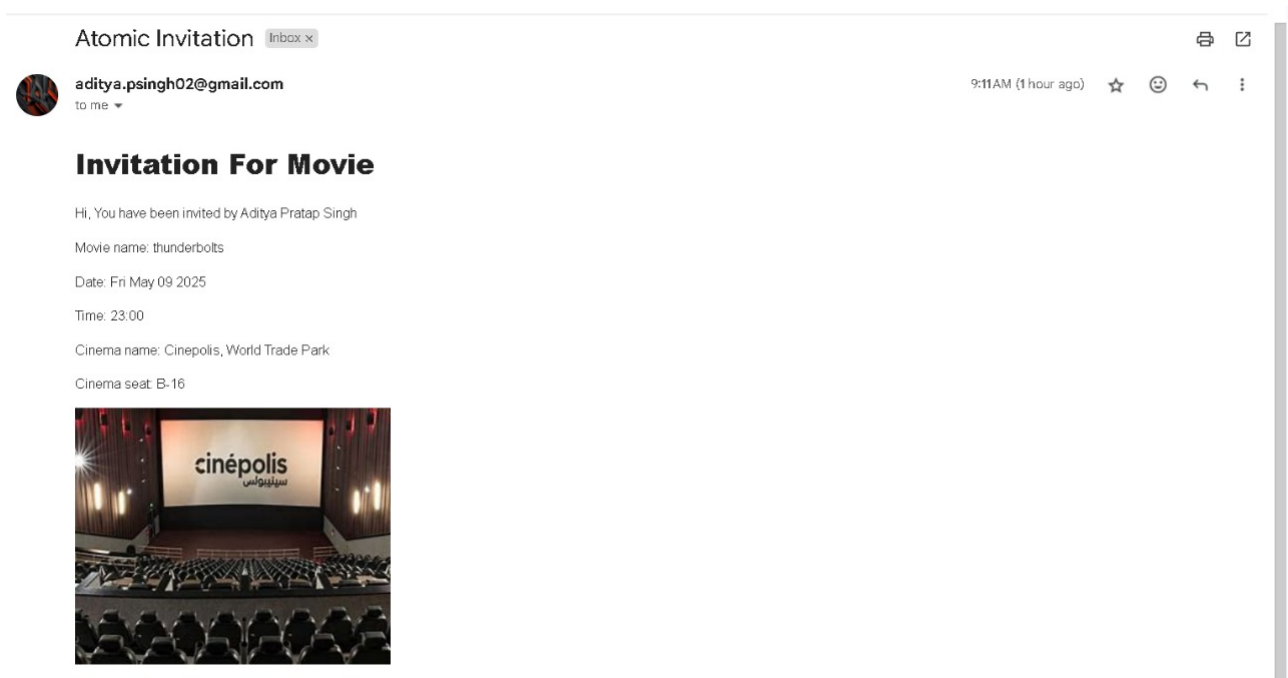 Atomic Invitation Inbox ×
aditya.psingh02@gmail.com 9:11 AM (1 hour ago)
to me
Invitation For Movie
Hi, You have been invited by Aditya Pratap Singh
Movie name: thunderbolts
Date: Fri May 09 2025
Time: 23:00
Cinema name: Cinepolis, World Trade Park
Cinema seat: B-16
cinépolis
سينيبولس